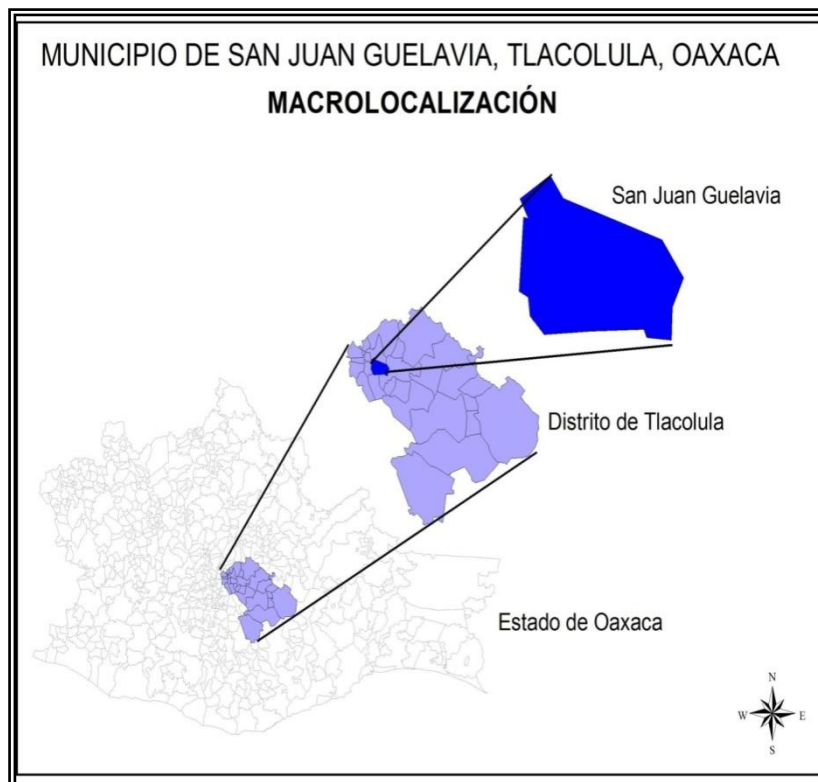 MUNICIPIO DE SAN JUAN GUELAVIA, TLACOLULA, OAXACA
MACROLOCALIZACIÓN
San Juan Guelavia
Distrito de Tlacolula
Estado de Oaxaca
N
W E
S